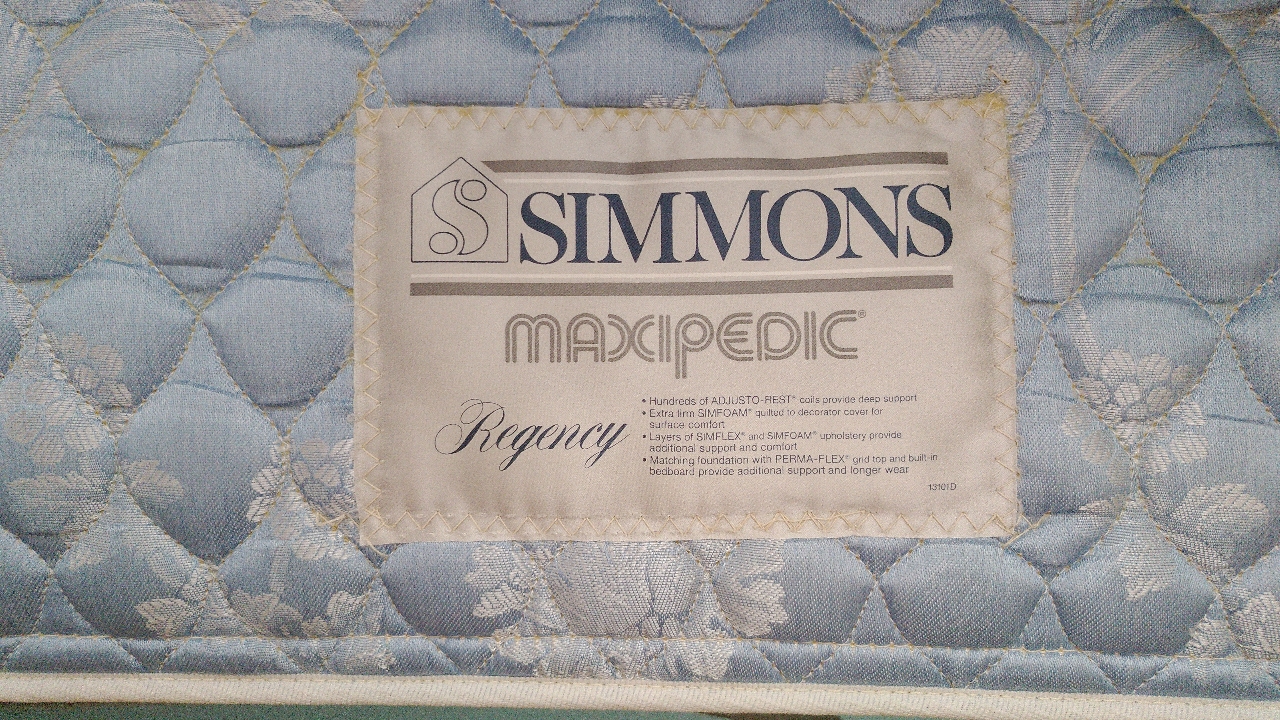 S
SIMMONS
MAXIPEDIC®
Regency
• Hundreds of ADJUSTO-REST® coils provide deep support
• Extra firm SIMFOAM® quilted to decorator cover for
surface comfort
• Layers of SIMFLEX® and SIMFOAM® upholstery provide
additional support and comfort
• Matching foundation with PERMA-FLEX® grid top and built-in
bedboard provide additional support and longer wear
13101D